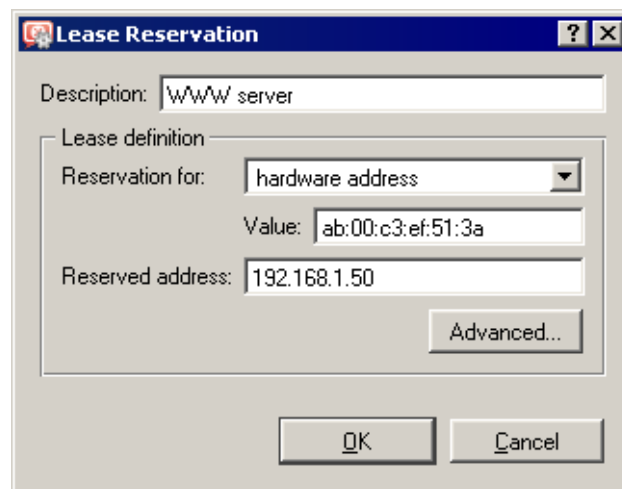 Lease Reservation
Description: WWW server
Lease definition
Reservation for: hardware address
Value: ab:00:c3:ef:51:3a
Reserved address: 192.168.1.50
Advanced...
OK Cancel